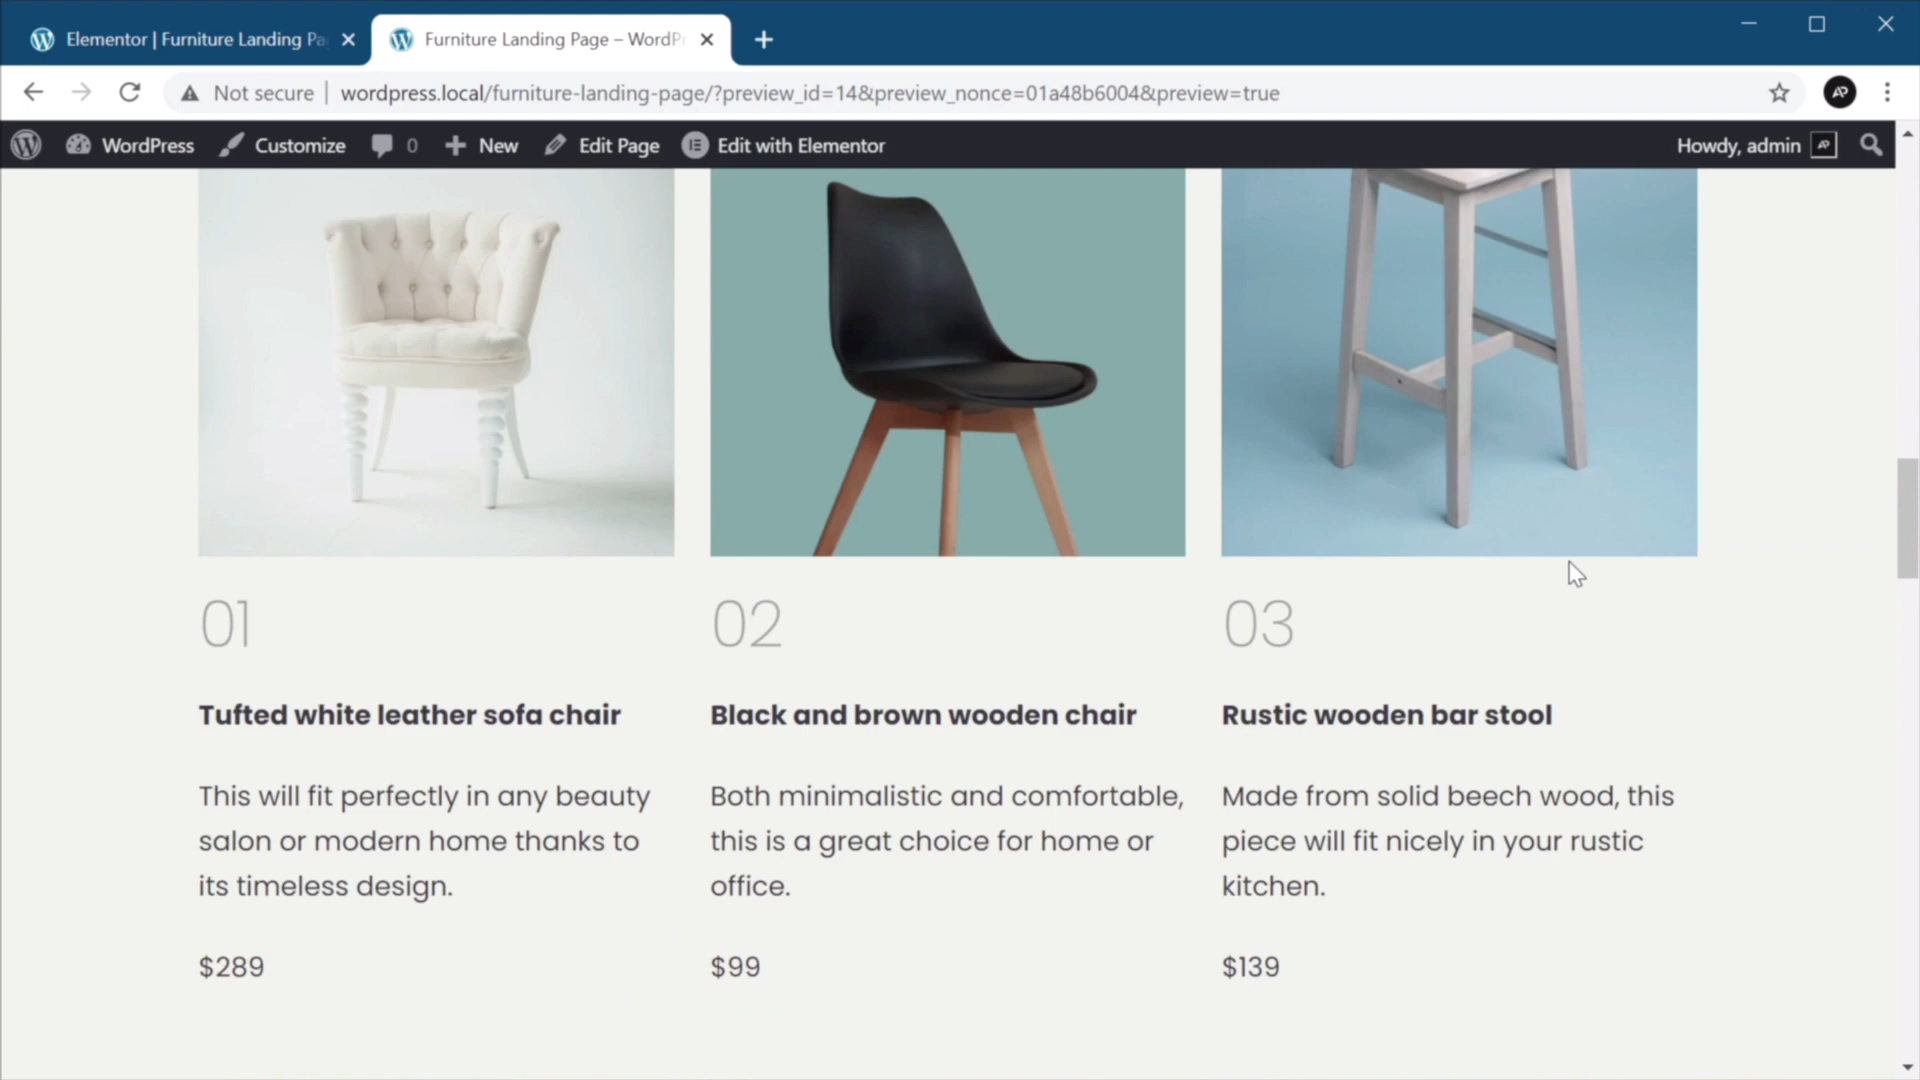 Elementor | Furniture Landing Pa
Furniture Landing Page – WordP
Not secure
wordpress.local/furniture-landing-page/?preview_id=14&preview_nonce=01a48b6004&preview=true
AP
WordPress
Customize
0
New
Edit Page
Edit with Elementor
Howdy, admin
AP
01
02
03
Tufted white leather sofa chair
Black and brown wooden chair
Rustic wooden bar stool
This will fit perfectly in any beauty
salon or modern home thanks to
its timeless design.
Both minimalistic and comfortable,
this is a great choice for home or
office.
Made from solid beech wood, this
piece will fit nicely in your rustic
kitchen.
$289
$99
$139